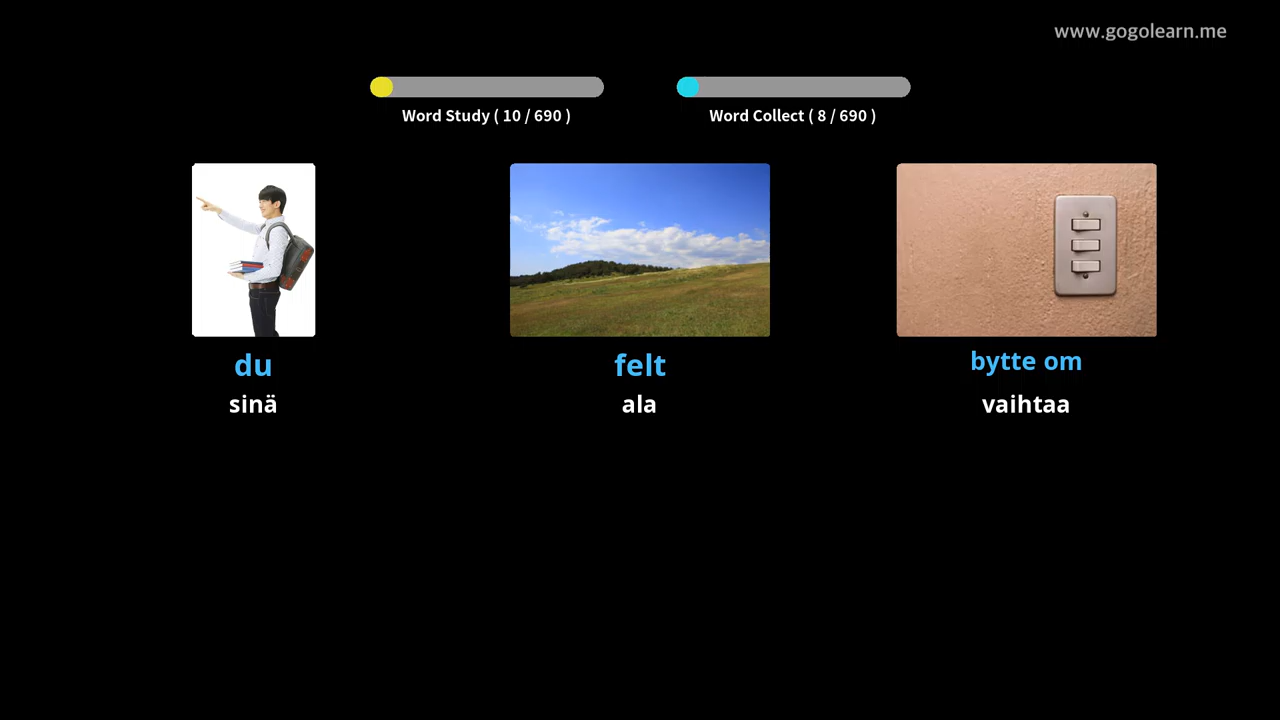 www.gogolearn.me
Word Study ( 10 / 690 )
Word Collect ( 8 / 690 )
du
felt
bytte om
sinä
ala
vaihtaa